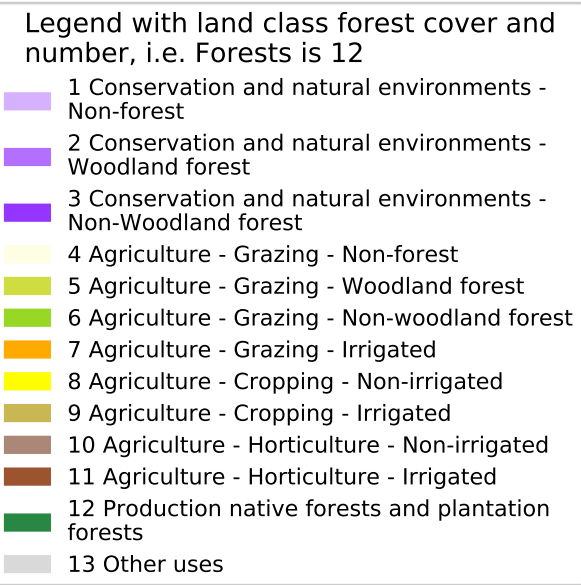 Legend with land class forest cover and
number, i.e. Forests is 12
1 Conservation and natural environments -
Non-forest
2 Conservation and natural environments -
Woodland forest
3 Conservation and natural environments -
Non-Woodland forest
4 Agriculture - Grazing - Non-forest
5 Agriculture - Grazing - Woodland forest
6 Agriculture - Grazing - Non-woodland forest
7 Agriculture - Grazing - Irrigated
8 Agriculture - Cropping - Non-irrigated
9 Agriculture - Cropping - Irrigated
10 Agriculture - Horticulture - Non-irrigated
11 Agriculture - Horticulture - Irrigated
12 Production native forests and plantation
forests
13 Other uses